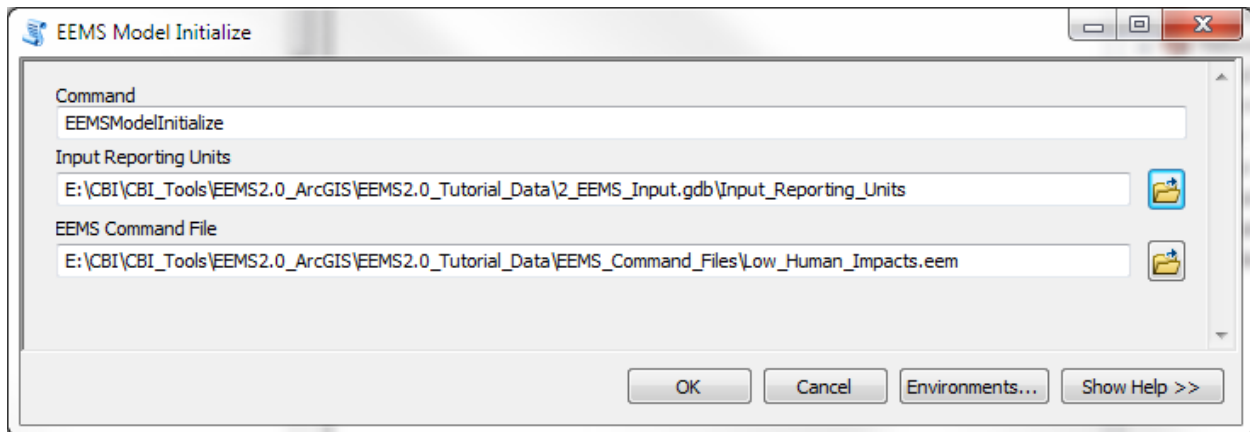 EEMS Model Initialize
Command
EEMSModelInitialize
Input Reporting Units
E:\CBI\CBI_Tools\EEMS2.0_ArcGIS\EEMS2.0_Tutorial_Data\2_EEMS_Input.gdb\Input_Reporting_Units
EEMS Command File
E:\CBI\CBI_Tools\EEMS2.0_ArcGIS\EEMS2.0_Tutorial_Data\EEMS_Command_Files\Low_Human_Impacts.eem
OK Cancel Environments... Show Help >>